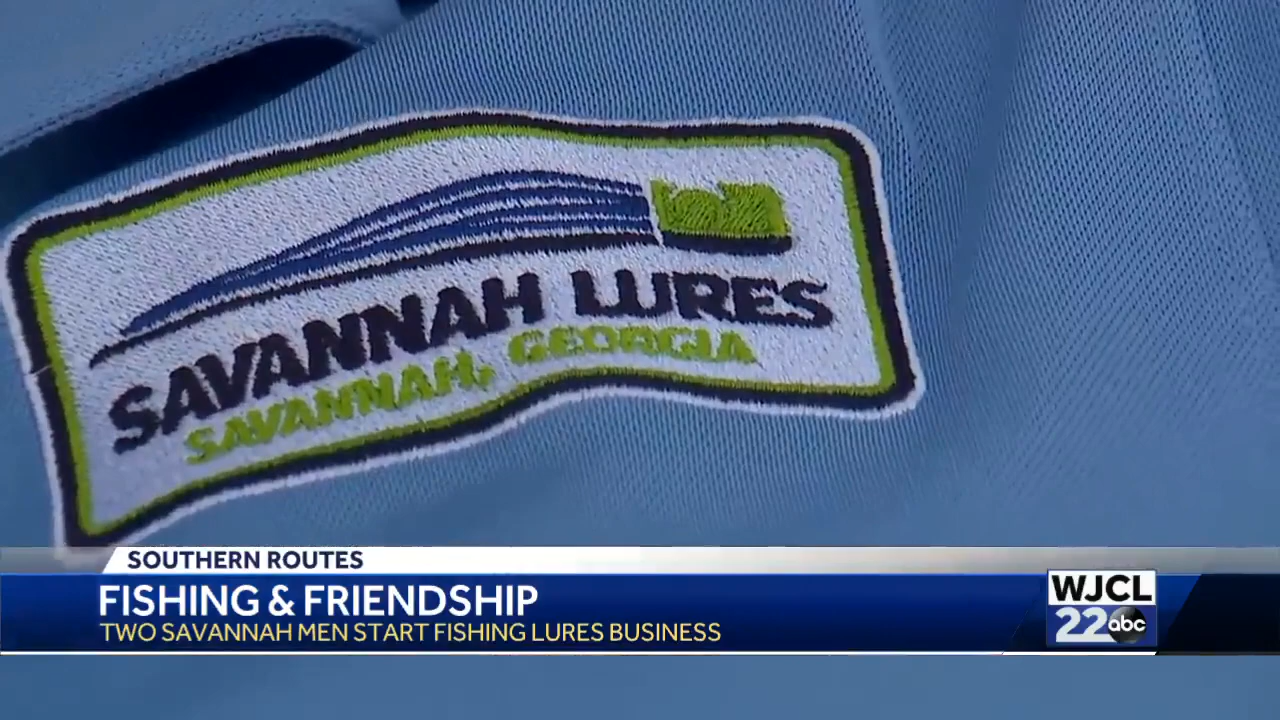 SAVANNAH LURES
SAVANNAH, GEORGIA
SOUTHERN ROUTES
FISHING & FRIENDSHIP
TWO SAVANNAH MEN START FISHING LURES BUSINESS
WJCL
22 abc